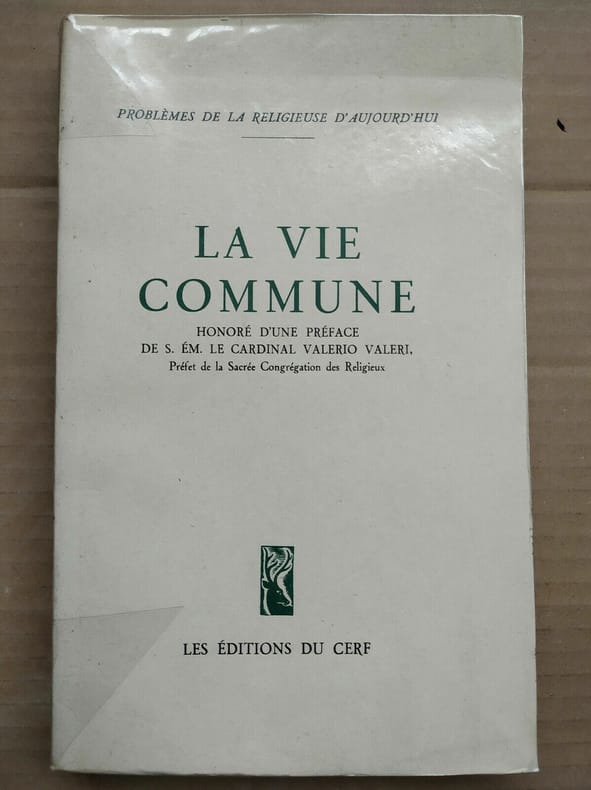 PROBLÈMES DE LA RELIGIEUSE D'AUJOURD'HUI
LA VIE
COMMUNE
HONORÉ D'UNE PRÉFACE
DE S. ÉM. LE CARDINAL VALERIO VALERI,
Préfet de la Sacrée Congrégation des Religieux
LES ÉDITIONS DU CERF